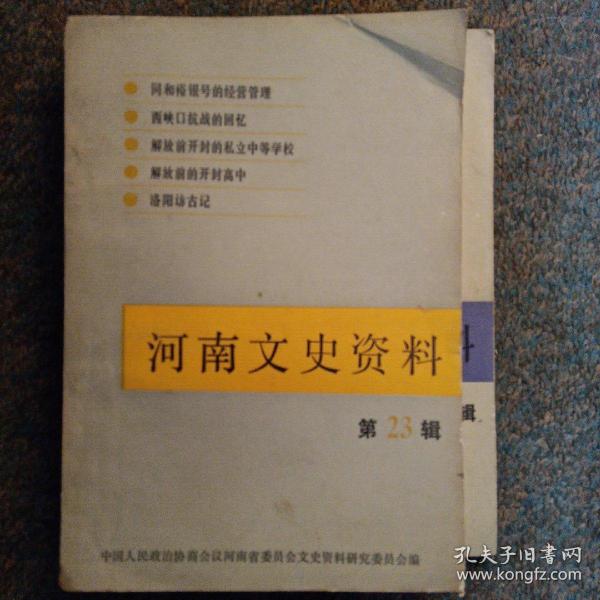 同和裕银号的经营管理
西峡口抗战的回忆
解放前开封的私立中等学校
解放前的开封高中
洛阳访古记
河南文史资料
料
第23辑
辑
中国人民政治协商会议河南省委员会文史资料研究委员会编
孔夫子旧书网
www.kongfz.com